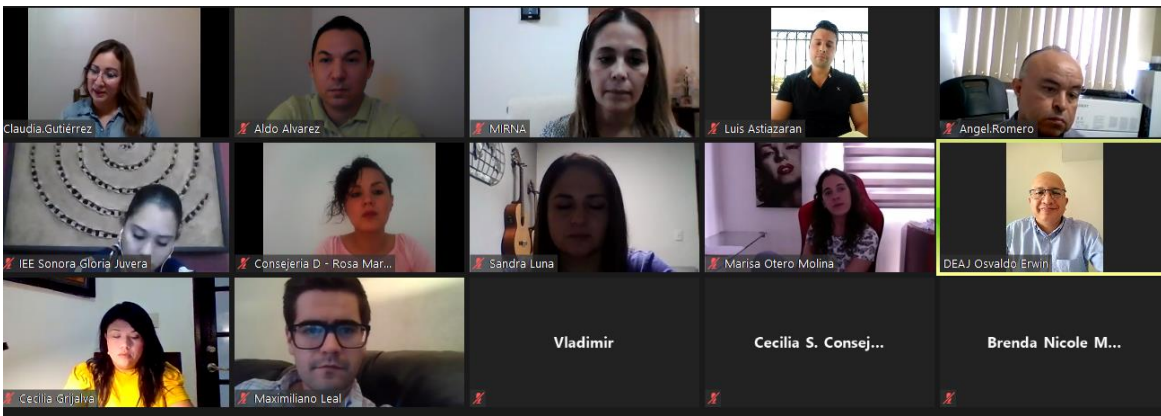 Claudia.Gutiérrez
Aldo Alvarez
MIRNA
Luis Astiazaran
Angel.Romero
IEE Sonora Gloria Juvera
Consejeria D - Rosa Mar...
Sandra Luna
Marisa Otero Molina
DEAJ Osvaldo Erwin
Cecilia Grijalva
Maximiliano Leal
Vladimir
Cecilia S. Consej...
Brenda Nicole M...